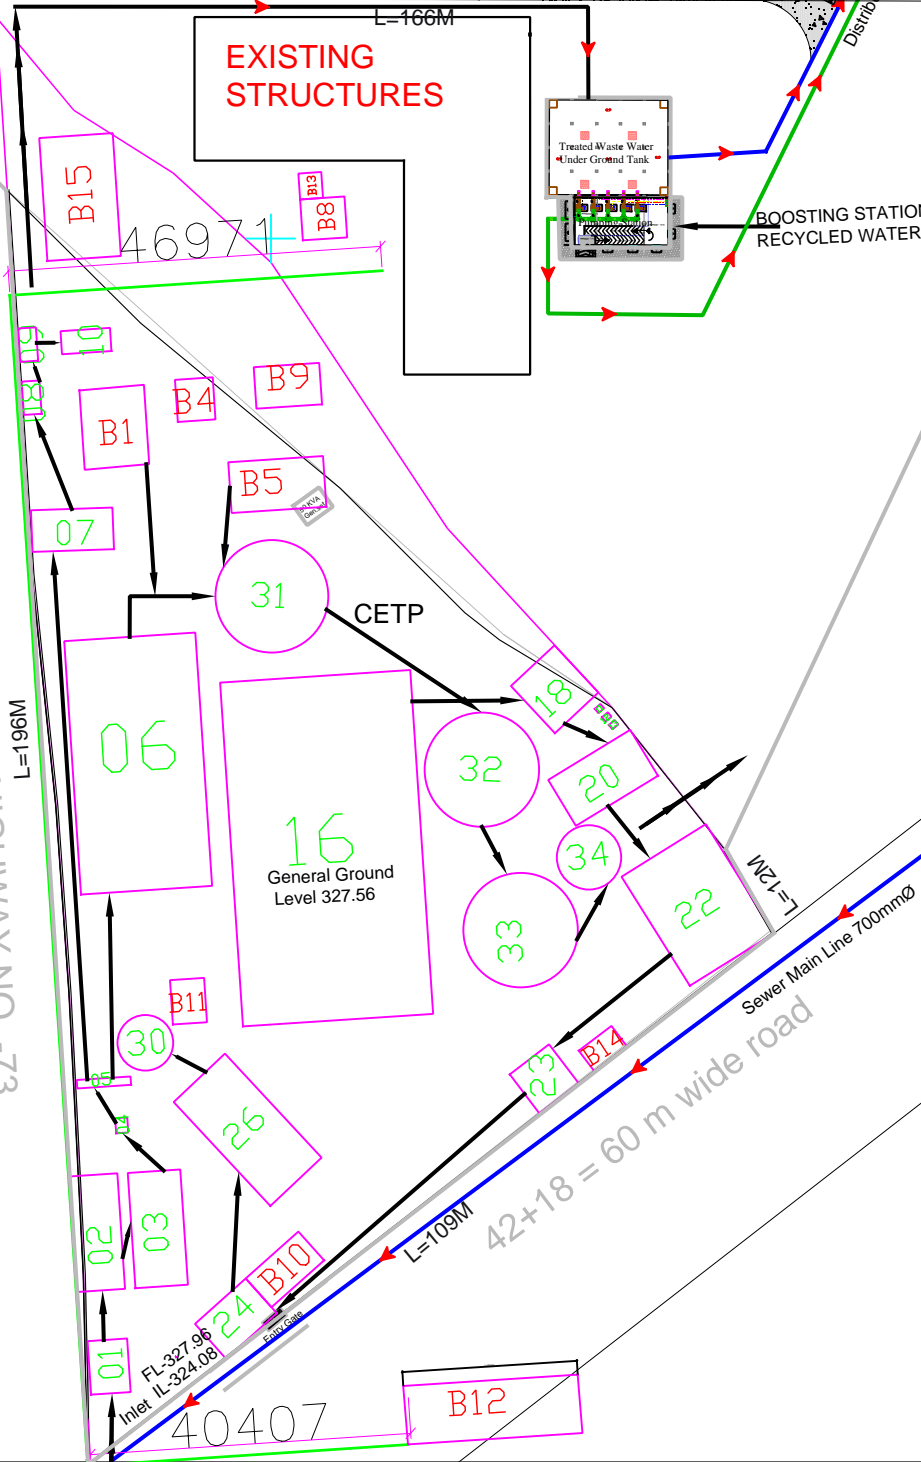 L=166M
EXISTING
STRUCTURES
Treated Waste Water
Under Ground Tank
Pumping Station
BOOSTING STATION
RECYCLED WATER
B15
B13
B8
46971
09
10
08
B1
B4
B9
B5
07
31
CETP
06
18
32
20
16
General Ground
Level 327.56
34
22
33
L=196M
L=12M
Sewer Main Line 700mmØ
B11
30
05
04
26
23
B14
42+18 = 60 m wide road
02
03
L=109M
B10
24
Entry Gate
01
FL-327.96
Inlet IL-324.08
B12
40407